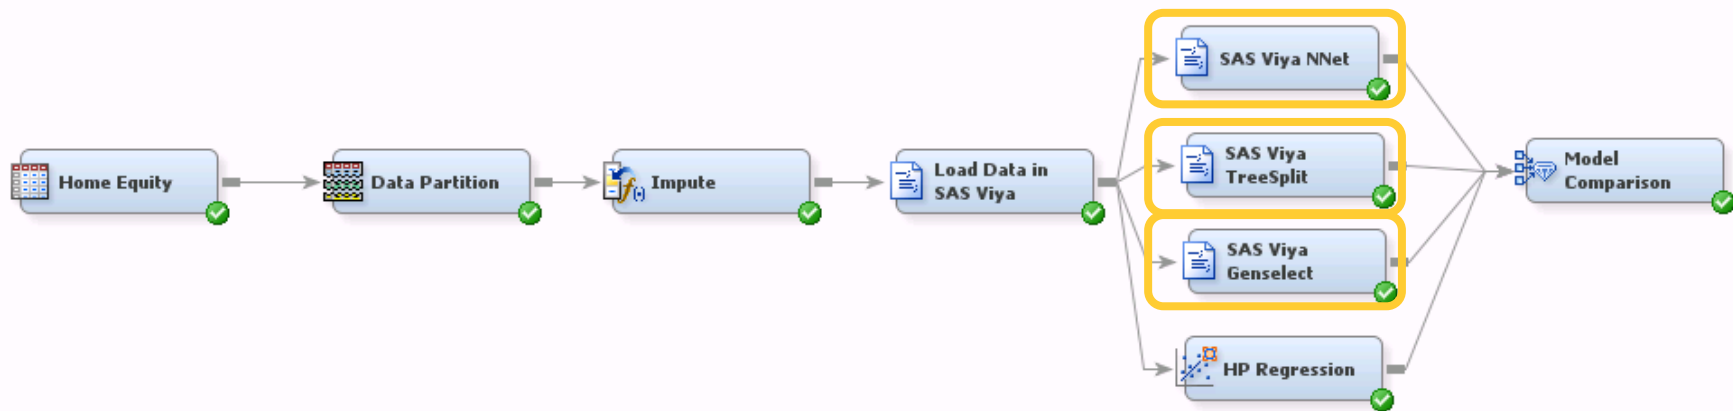 Home Equity
Data Partition
Impute
Load Data in
SAS Viya
SAS Viya NNet
SAS Viya
TreeSplit
SAS Viya
Genselect
HP Regression
Model
Comparison